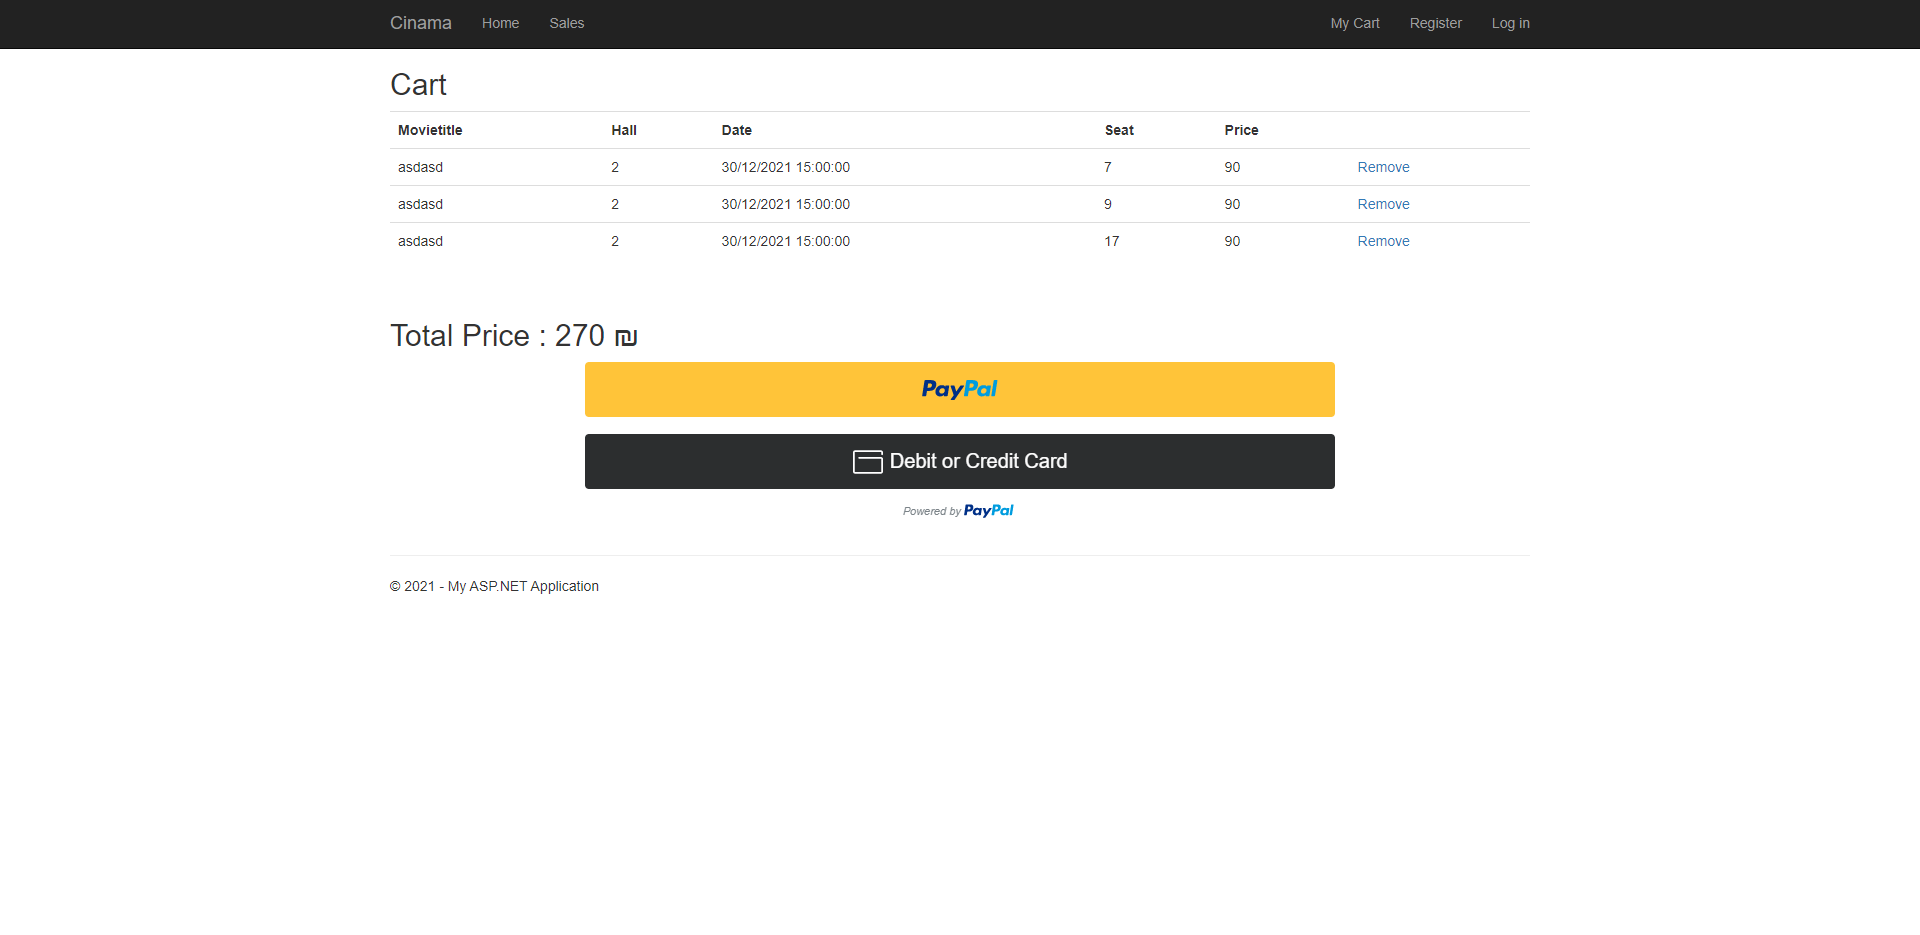 Cinama Home Sales My Cart Register Log in
Cart
Movietitle Hall Date Seat Price
asdasd 2 30/12/2021 15:00:00 7 90 Remove
asdasd 2 30/12/2021 15:00:00 9 90 Remove
asdasd 2 30/12/2021 15:00:00 17 90 Remove
Total Price : 270 ₪
PayPal
Debit or Credit Card
Powered by PayPal
© 2021 - My ASP.NET Application